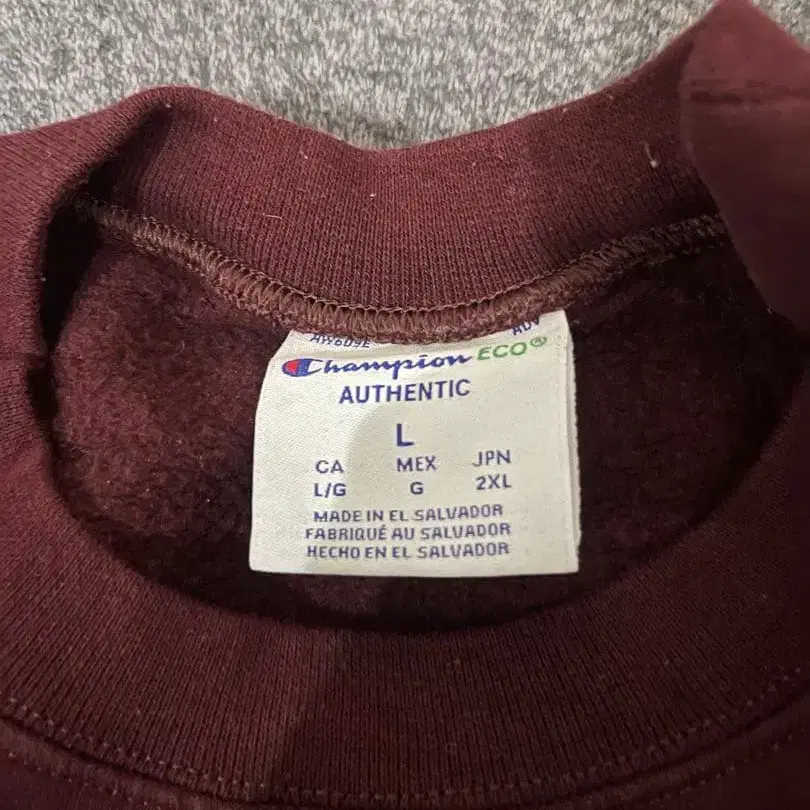 Champion ECO®
AUTHENTIC
L
CA MEX JPN
L/G G 2XL
MADE IN EL SALVADOR
FABRIQUÉ AU SALVADOR
HECHO EN EL SALVADOR